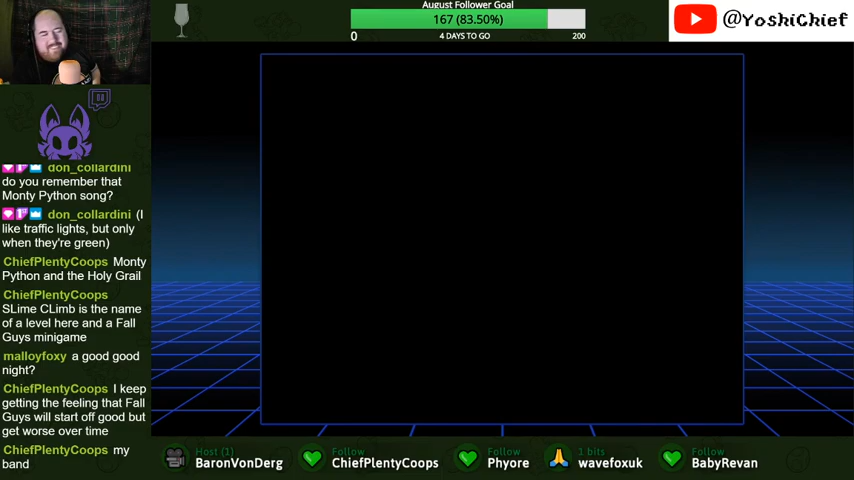 August Follower Goal
167 (83.50%)
0
4 DAYS TO GO
200
@YoshiChief
don_collardini
do you remember that
Monty Python song?
don_collardini (I
like traffic lights, but only
when they're green)
ChiefPlentyCoops Monty
Python and the Holy Grail
ChiefPlentyCoops
SLime CLimb is the name
of a level here and a Fall
Guys minigame
malloyfoxy a good good
night?
ChiefPlentyCoops I keep
getting the feeling that Fall
Guys will start off good but
get worse over time
ChiefPlentyCoops my
band
Host (1)
BaronVonDerg
Follow
ChiefPlentyCoops
Follow
Phyore
1 bits
wavefoxuk
Follow
BabyRevan